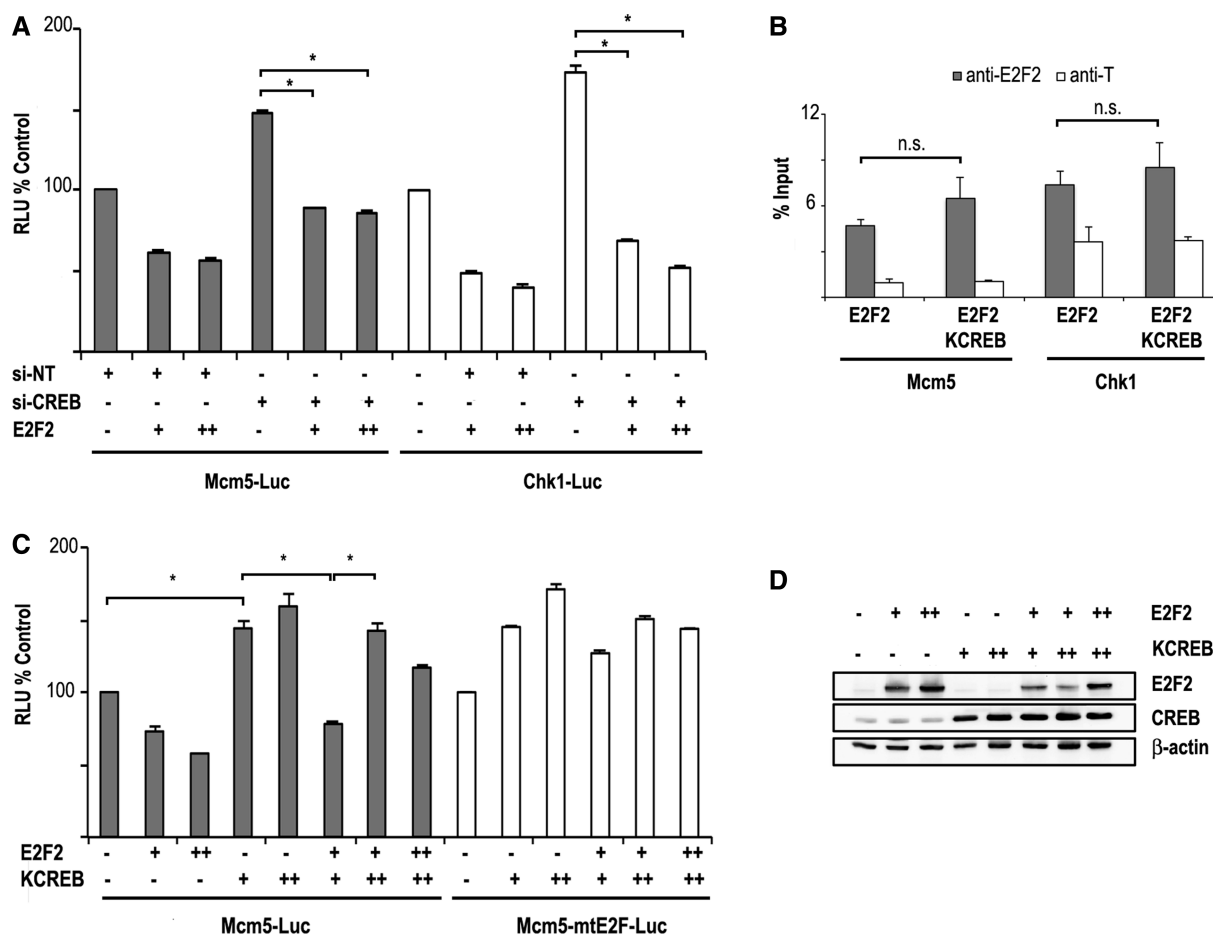 A
200
100
RLU % Control
*
*
*
*
si-NT + + + - - - - + + - - -
si-CREB - - - + + + - - - + + +
E2F2 - + ++ - + ++ - + ++ - + ++
Mcm5-Luc Chk1-Luc
B
anti-E2F2 anti-T
12
6
% Input
n.s.
n.s.
E2F2 E2F2 E2F2 E2F2
KCREB KCREB
Mcm5 Chk1
C
200
100
RLU % Control
*
*
*
E2F2 - + ++ - - + + ++ - - - + + ++
KCREB - - - + ++ + ++ ++ - + ++ + ++ ++
Mcm5-Luc Mcm5-mtE2F-Luc
D
- + ++ - - + + ++ E2F2
- - - + ++ + ++ ++ KCREB
E2F2
CREB
β-actin